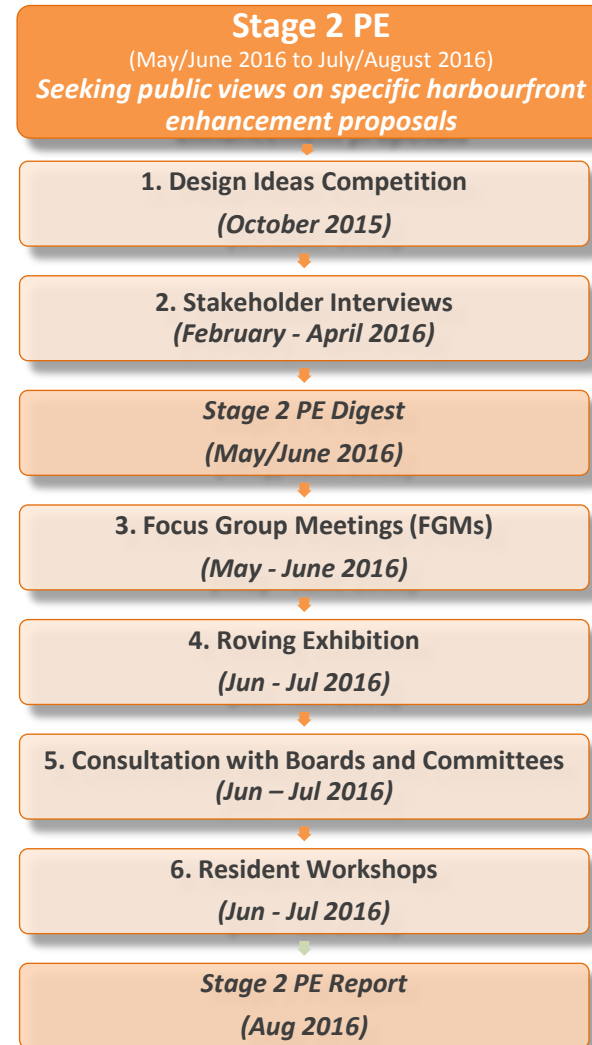 Stage 2 PE
(May/June 2016 to July/August 2016)
Seeking public views on specific harbourfront
enhancement proposals
1. Design Ideas Competition
(October 2015)
2. Stakeholder Interviews
(February - April 2016)
Stage 2 PE Digest
(May/June 2016)
3. Focus Group Meetings (FGMs)
(May - June 2016)
4. Roving Exhibition
(Jun - Jul 2016)
5. Consultation with Boards and Committees
(Jun – Jul 2016)
6. Resident Workshops
(Jun - Jul 2016)
Stage 2 PE Report
(Aug 2016)